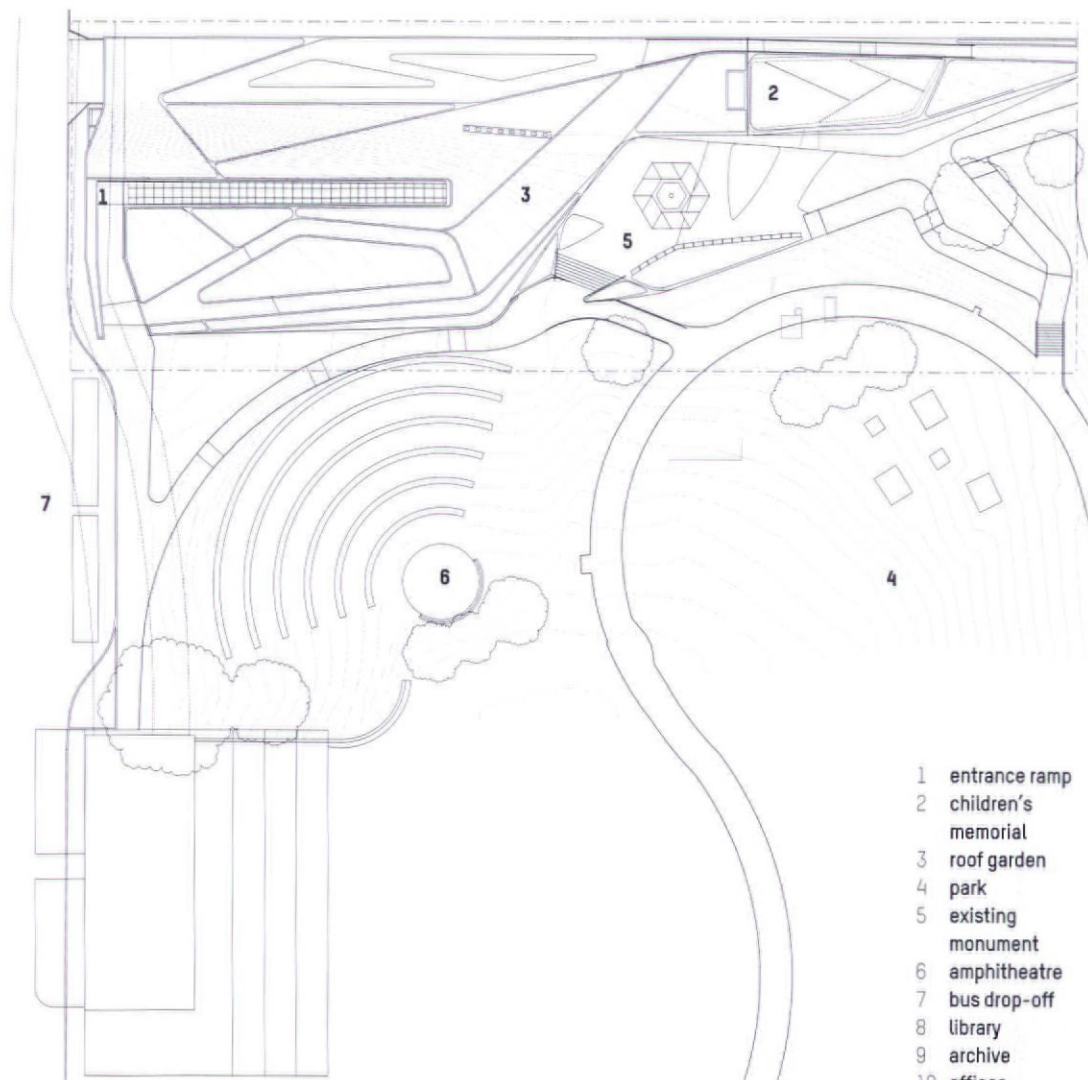 2
1
3
5
7
6
4
1 entrance ramp
2 children's
memorial
3 roof garden
4 park
5 existing
monument
6 amphitheatre
7 bus drop-off
8 library
9 archive